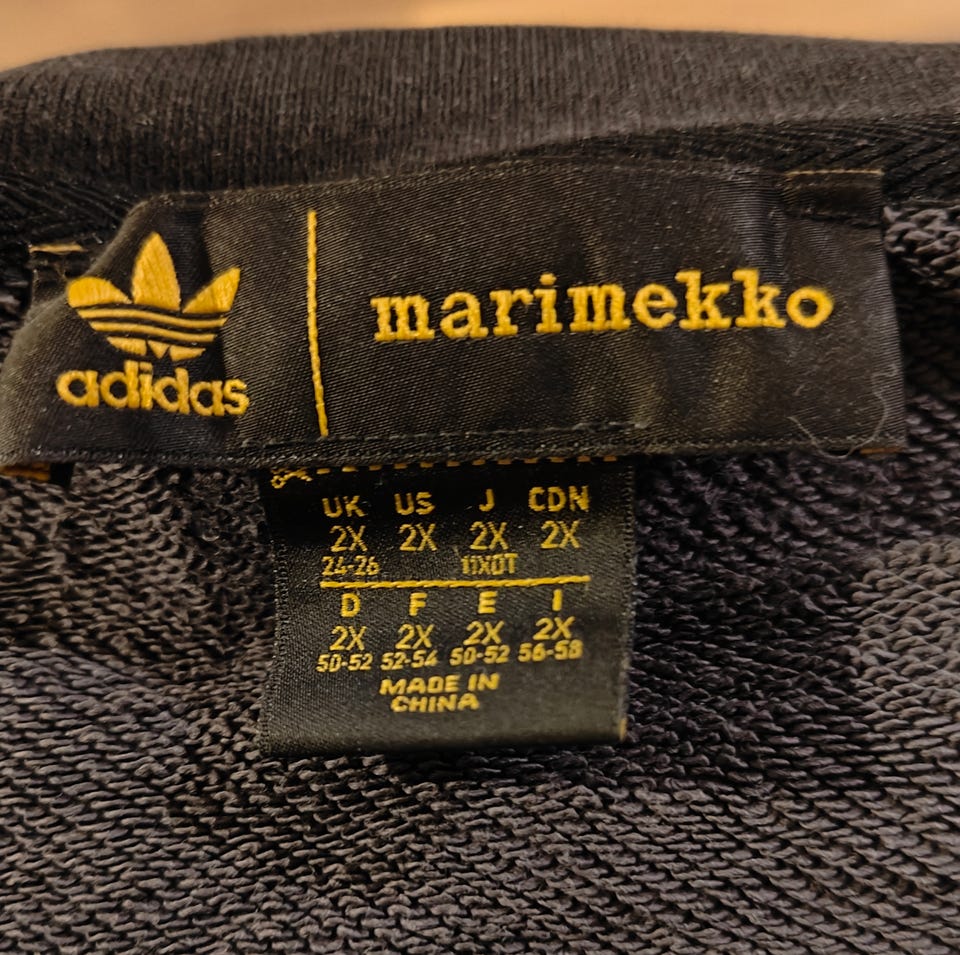 adidas
marimekko
UK US J CDN
2X 2X 2X 2X
24-26 11XOT
D F E I
2X 2X 2X 2X
50-52 52-54 50-52 56-58
MADE IN
CHINA